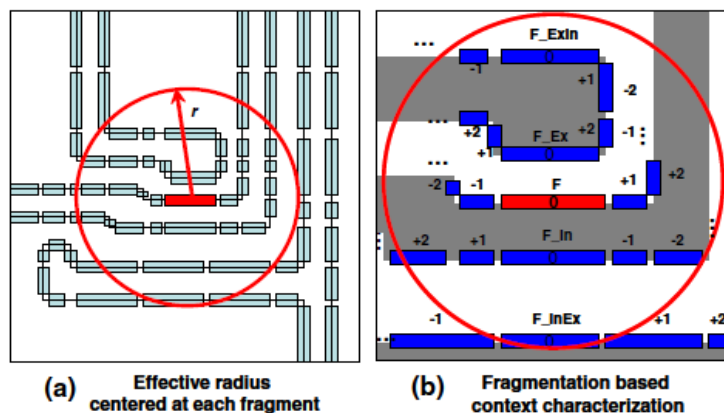 r
(a)
Effective radius
centered at each fragment
F_ExIn
...
-1
0
+1
-2
...
+2
F_Ex
+2
-1
...
+1
0
...
-2
-1
F
+1
+2
0
...
+2
+1
F_In
-1
-2
...
0
-1
F_InEx
+1
+2
...
0
(b)
Fragmentation based
context characterization